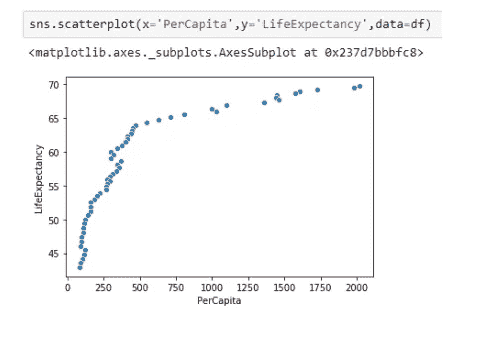 sns.scatterplot(x='PerCapita',y='LifeExpectancy',data=df)
<matplotlib.axes._subplots.AxesSubplot at 0x237d7bbbfc8>
70
65
60
55
50
45
LifeExpectancy
0 250 500 750 1000 1250 1500 1750 2000
PerCapita